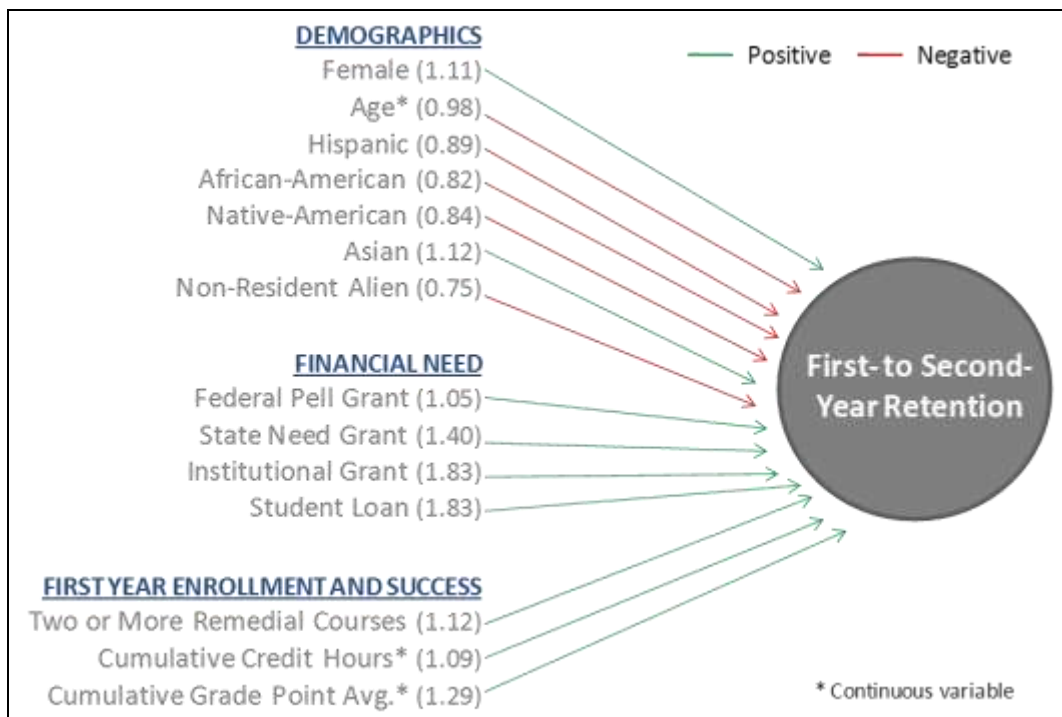 DEMOGRAPHICS
Female (1.11)
Age* (0.98)
Hispanic (0.89)
African-American (0.82)
Native-American (0.84)
Asian (1.12)
Non-Resident Alien (0.75)
FINANCIAL NEED
Federal Pell Grant (1.05)
State Need Grant (1.40)
Institutional Grant (1.83)
Student Loan (1.83)
FIRST YEAR ENROLLMENT AND SUCCESS
Two or More Remedial Courses (1.12)
Cumulative Credit Hours* (1.09)
Cumulative Grade Point Avg.* (1.29)
Positive
Negative
First- to Second-
Year Retention
* Continuous variable